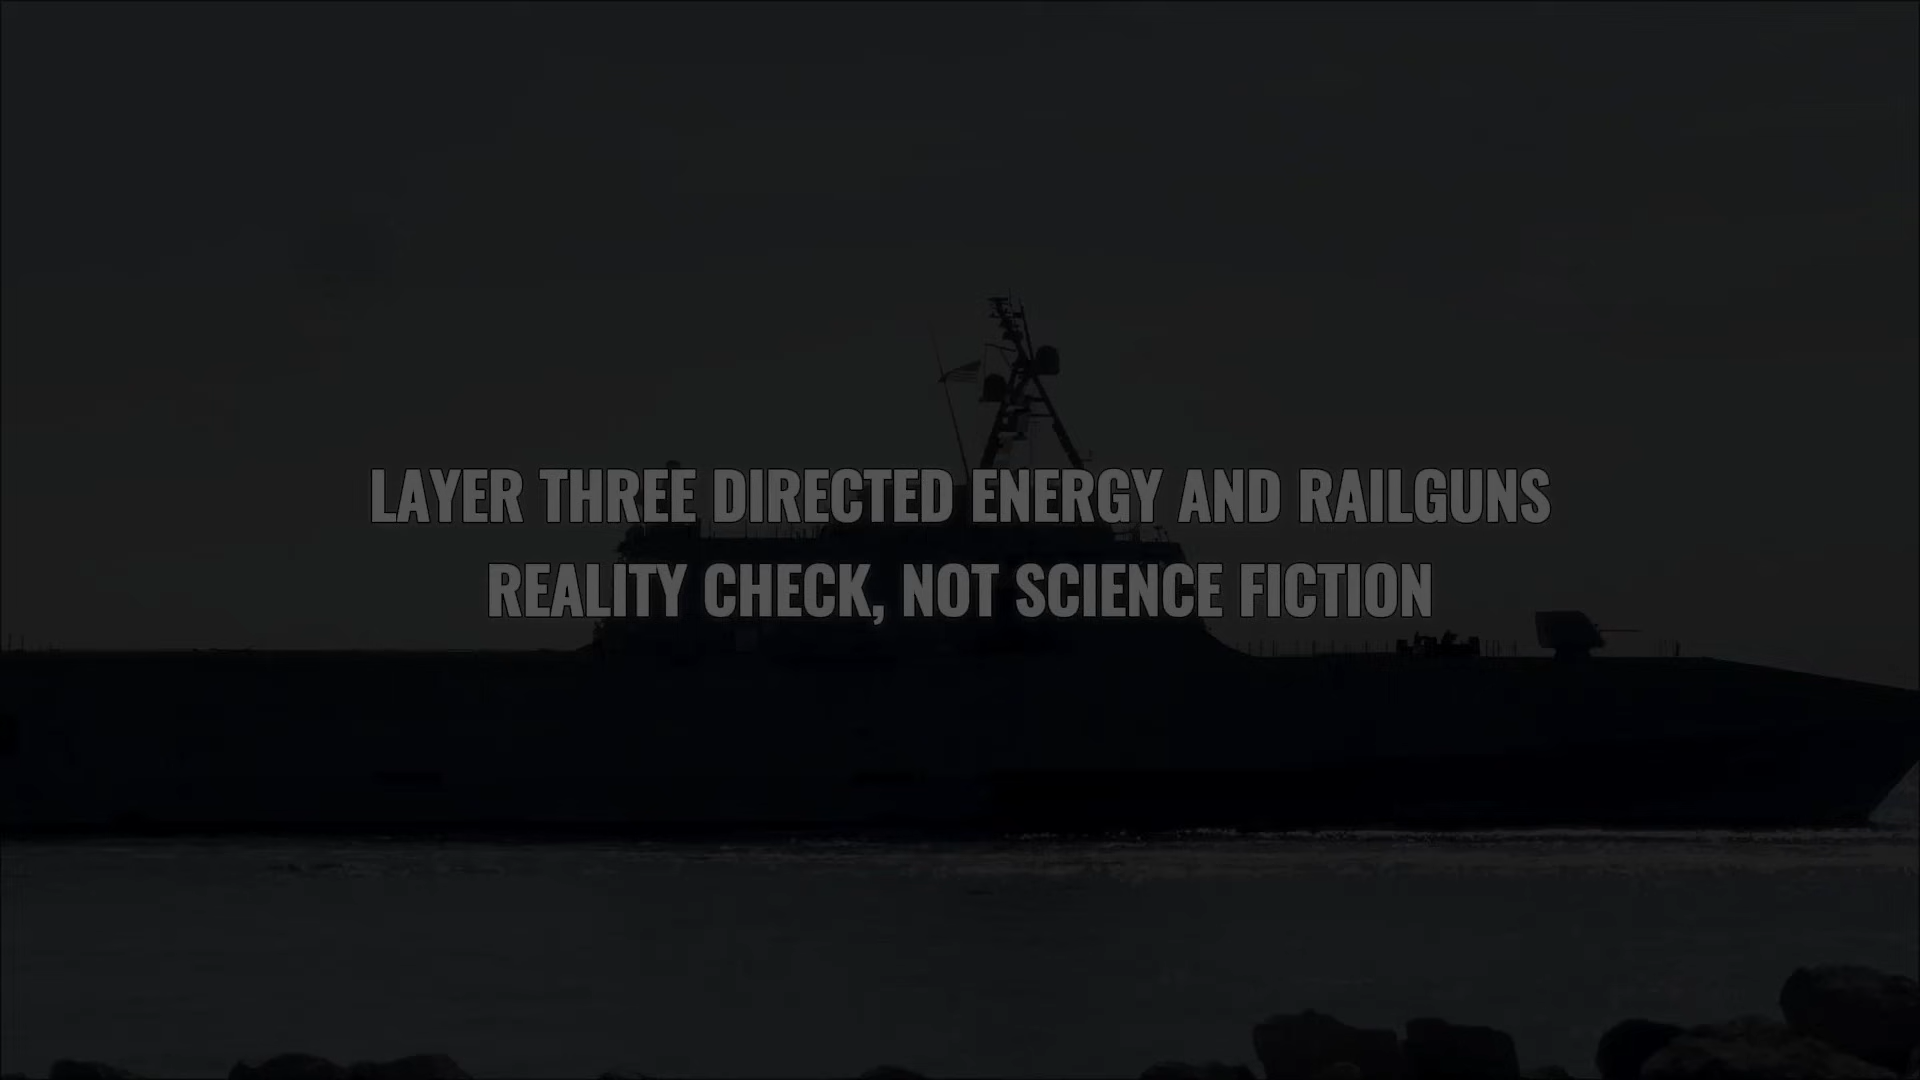 LAYER THREE DIRECTED ENERGY AND RAILGUNS
REALITY CHECK, NOT SCIENCE FICTION